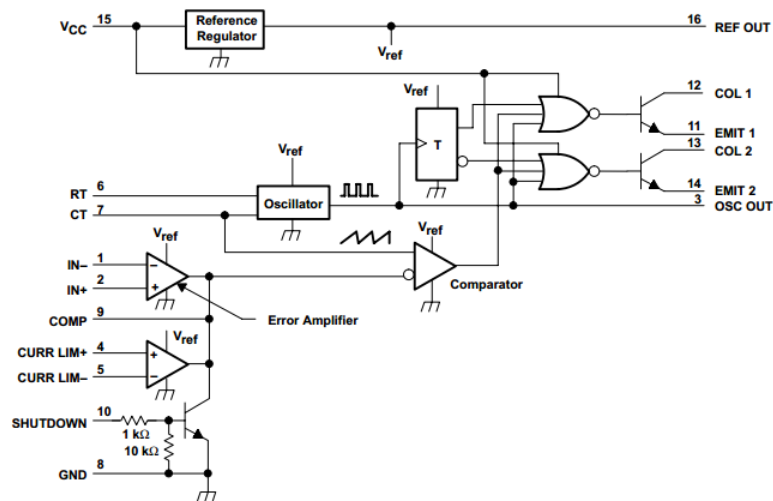 VCC 15
Reference
Regulator
16 REF OUT
Vref
Vref
T
12 COL 1
11 EMIT 1
13 COL 2
14 EMIT 2
3 OSC OUT
Vref
RT 6
CT 7
Oscillator
Vref
IN– 1
IN+ 2
– +
Vref
Comparator
COMP 9
Error Amplifier
Vref
CURR LIM+ 4
CURR LIM– 5
+ –
SHUTDOWN 10
1 kΩ
10 kΩ
GND 8